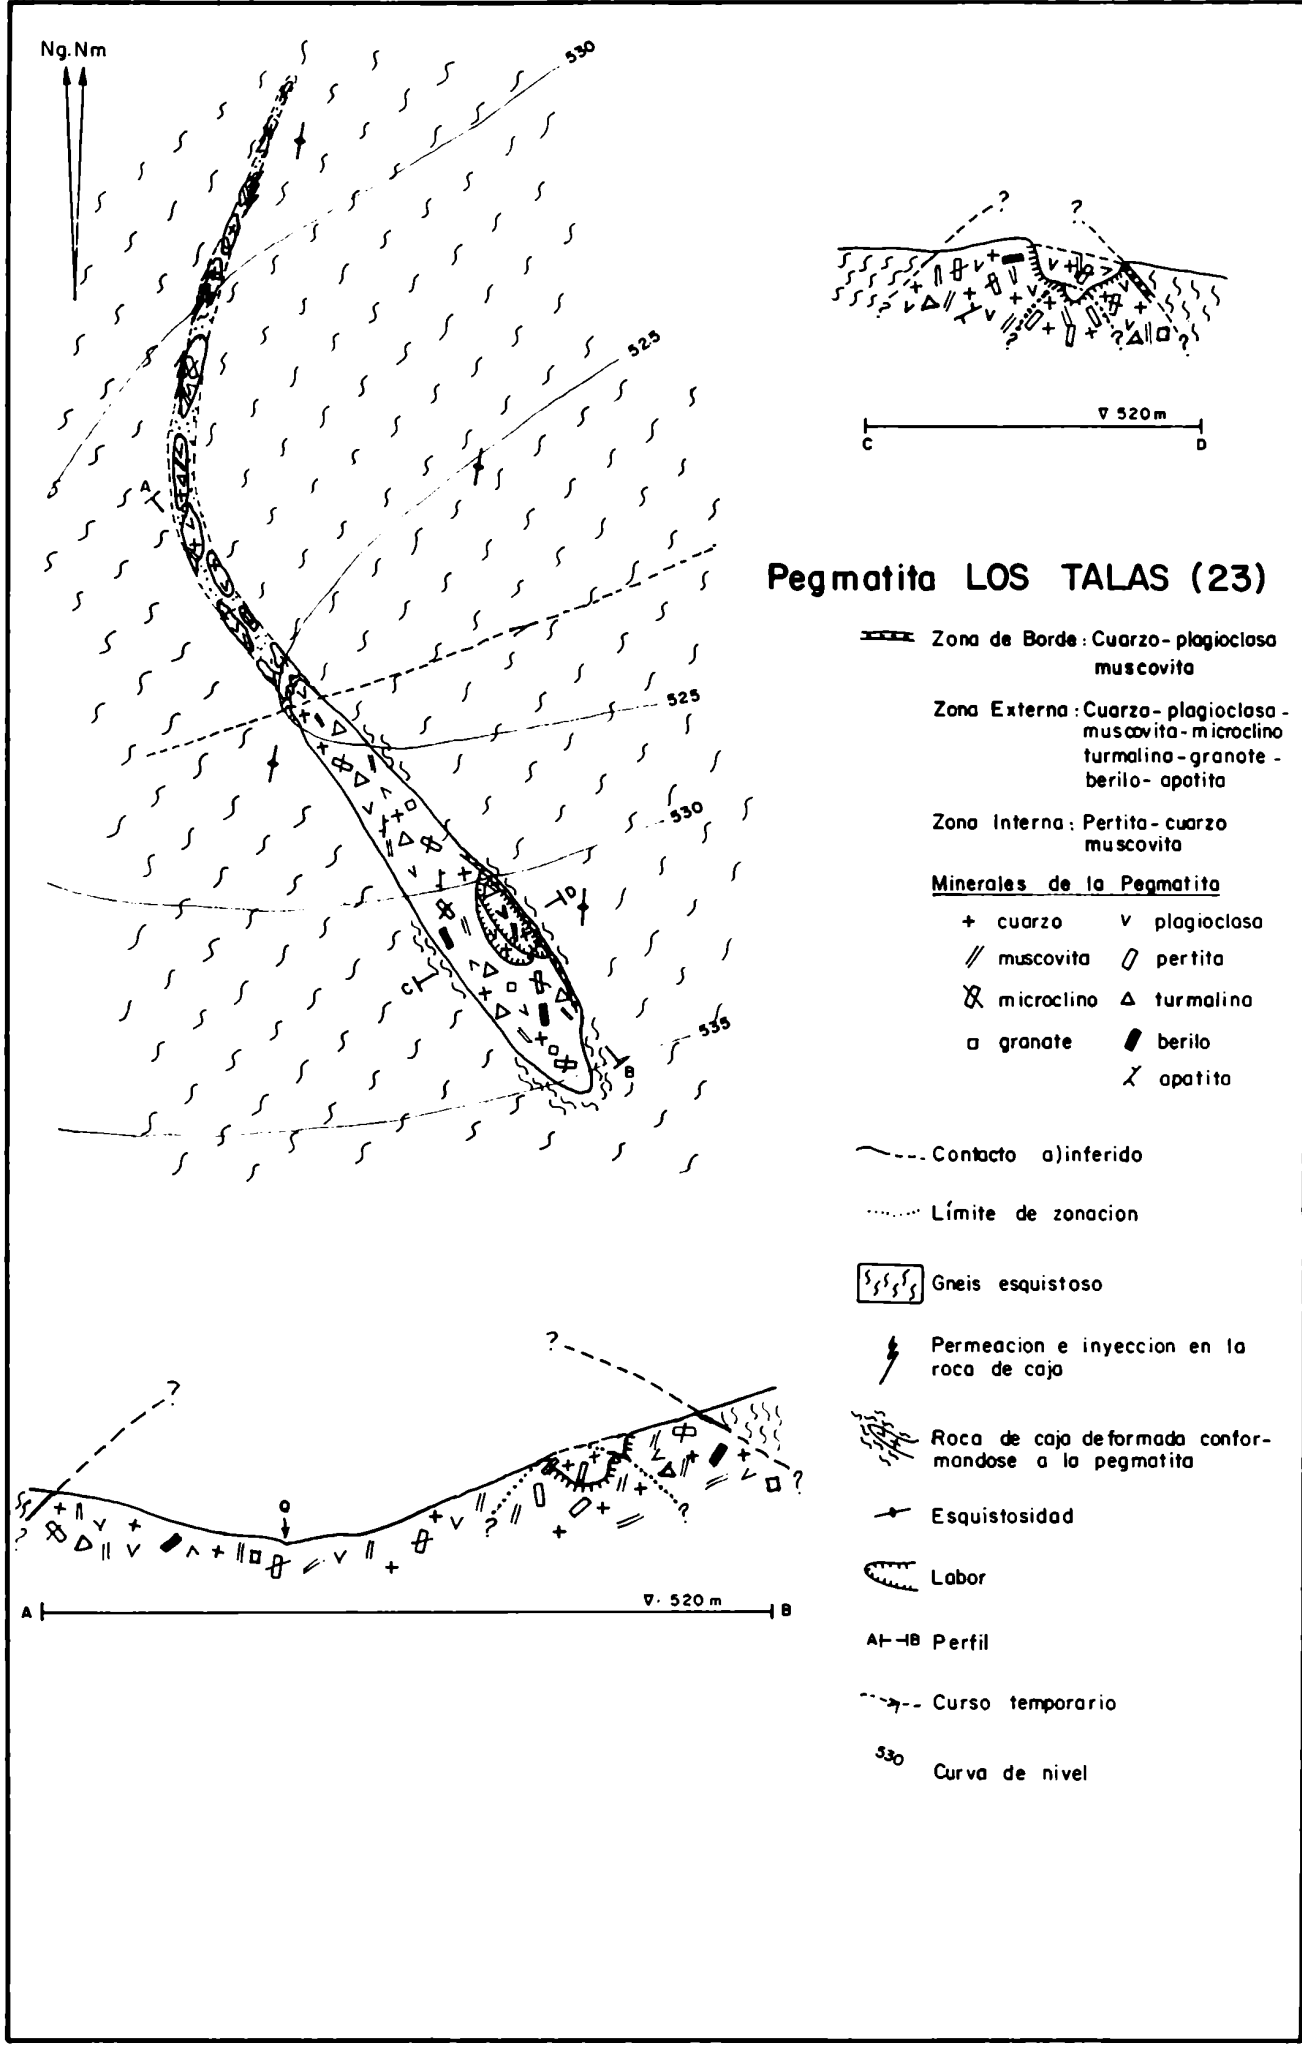 Ng.Nm
530
525
A
525
530
D
C
535
B
?
?
?
?
?
?
∇ 520 m
C
D
Pegmatita LOS TALAS (23)
Zona de Borde: Cuarzo-plagioclasa
muscovita
Zona Externa: Cuarzo-plagioclasa-
muscovita-microclino
turmalina-granate-
berilo-apatita
Zona Interna: Pertita-cuarzo
muscovita
Minerales de la Pegmatita
+ cuarzo v plagioclasa
muscovita pertita
microclino turmalina
granate berilo
apatita
Contacto a)inferido
Límite de zonacion
Gneis esquistoso
Permeacion e inyeccion en la
roca de caja
Roca de caja deformada confor-
mandose a la pegmatita
Esquistosidad
Labor
A B Perfil
Curso temporario
530
Curva de nivel
?
?
?
?
?
?
∇. 520 m
A
B